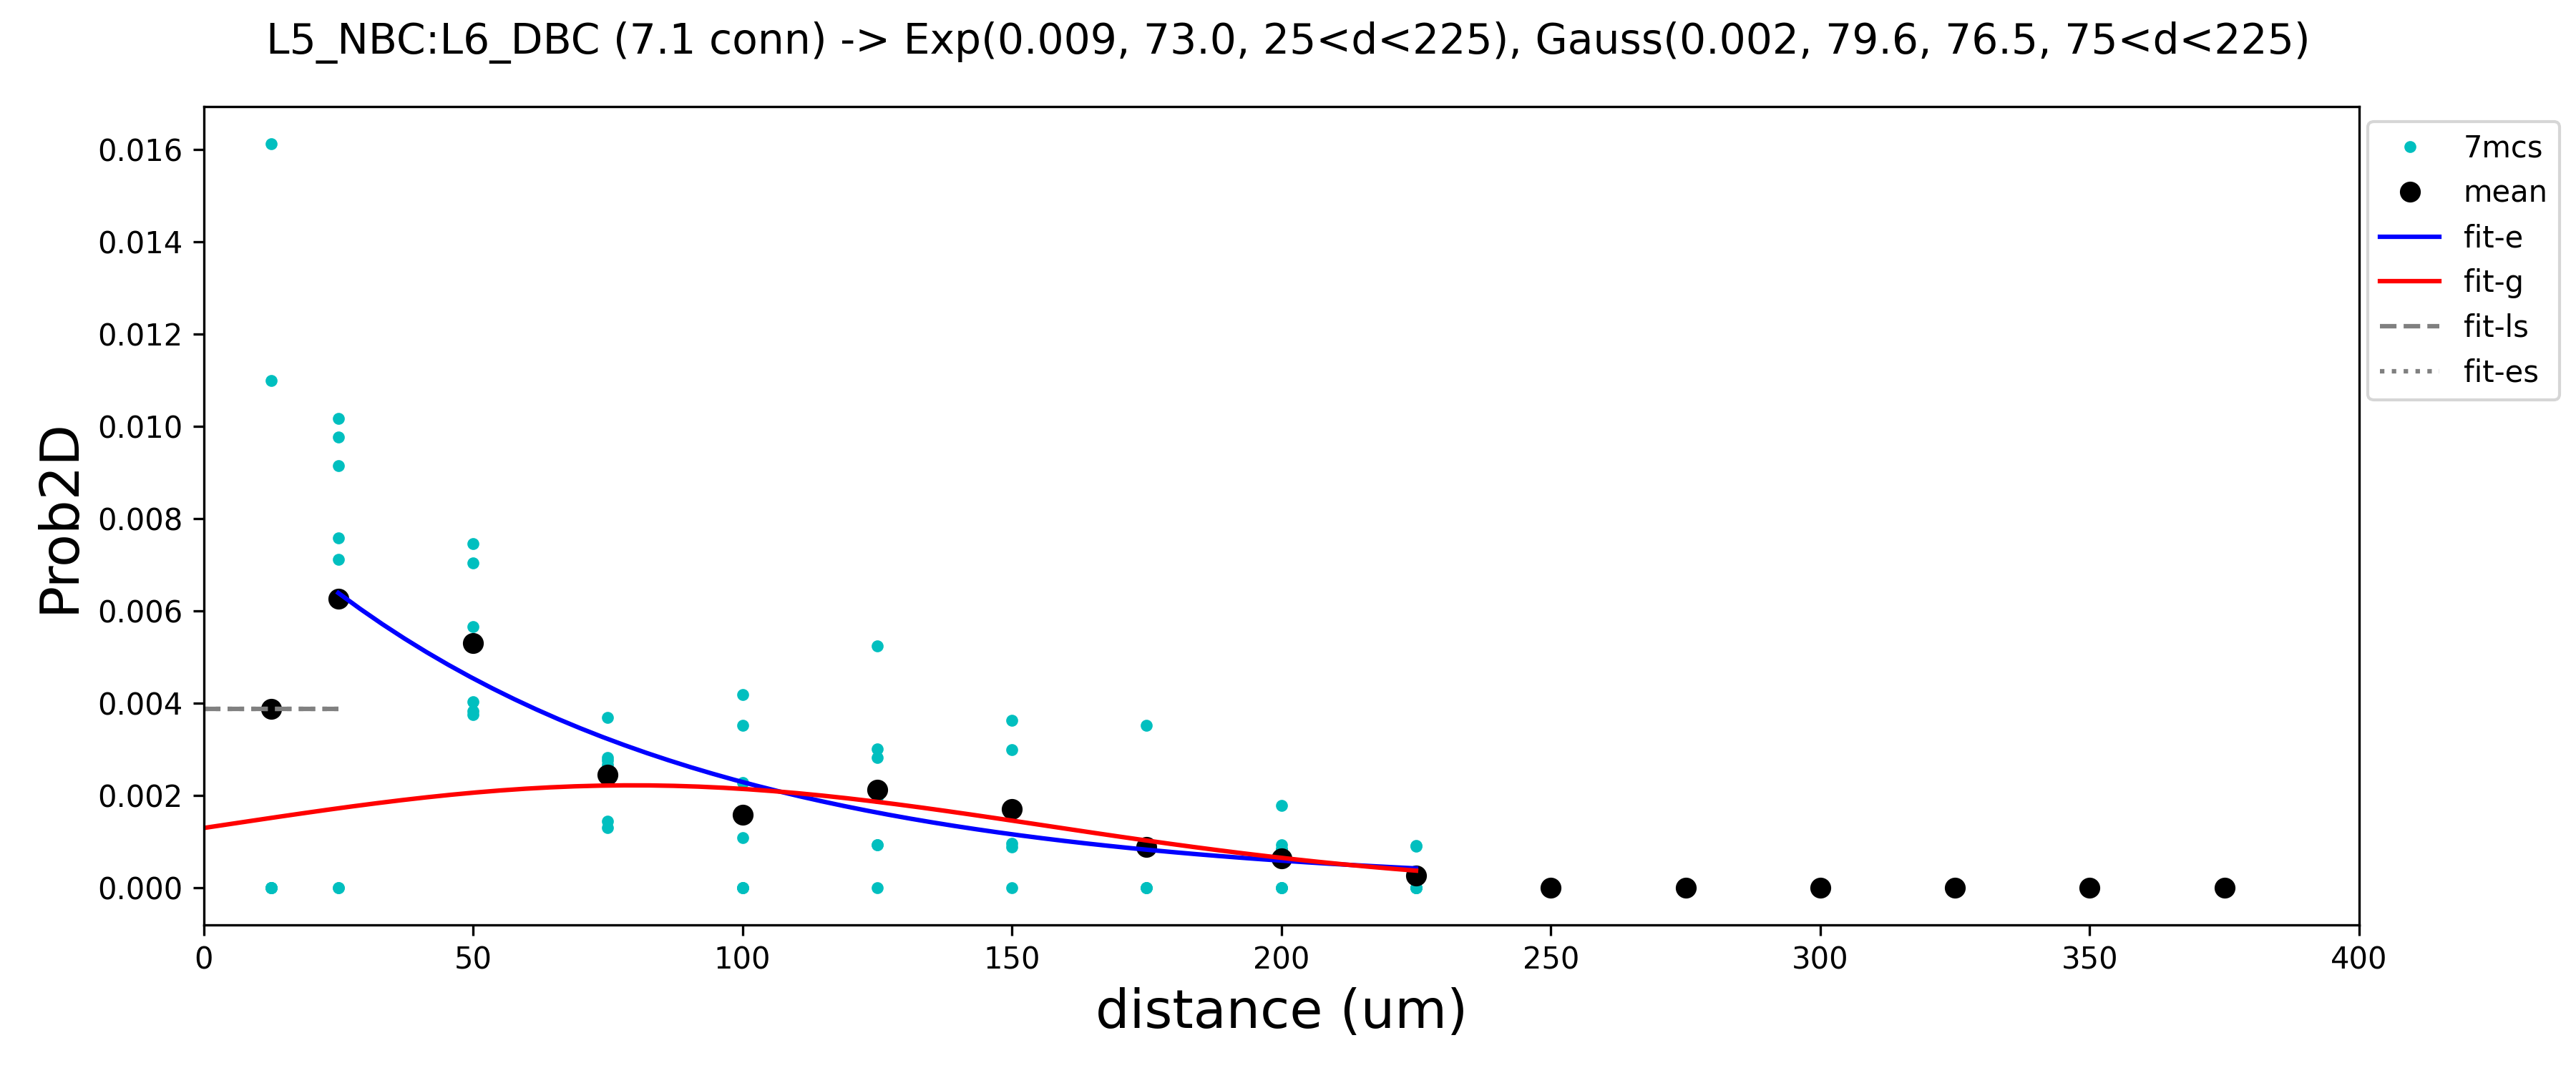 L5_NBC:L6_DBC (7.1 conn) -> Exp(0.009, 73.0, 25<d<225), Gauss(0.002, 79.6, 76.5, 75<d<225)
0.016
0.014
0.012
0.010
0.008
0.006
0.004
0.002
0.000
Prob2D
0 50 100 150 200 250 300 350 400
distance (um)
7mcs
mean
fit-e
fit-g
fit-ls
fit-es